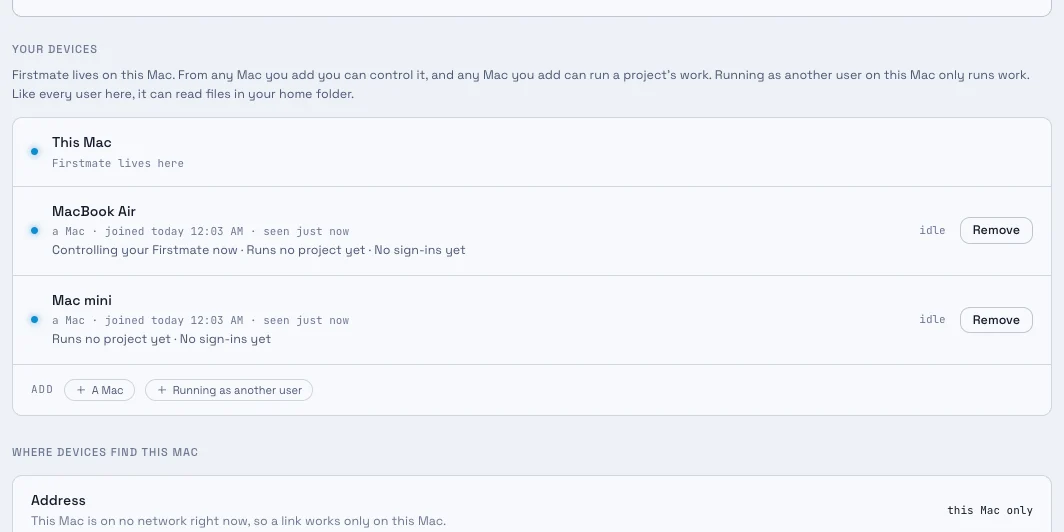 YOUR DEVICES
Firstmate lives on this Mac. From any Mac you add you can control it, and any Mac you add can run a project's work. Running as another user on this Mac only runs work.
Like every user here, it can read files in your home folder.
This Mac
Firstmate lives here
MacBook Air
a Mac · joined today 12:03 AM · seen just now
Controlling your Firstmate now · Runs no project yet · No sign-ins yet
idle
Remove
Mac mini
a Mac · joined today 12:03 AM · seen just now
Runs no project yet · No sign-ins yet
idle
Remove
ADD + A Mac + Running as another user
WHERE DEVICES FIND THIS MAC
Address
This Mac is on no network right now, so a link works only on this Mac.
this Mac only